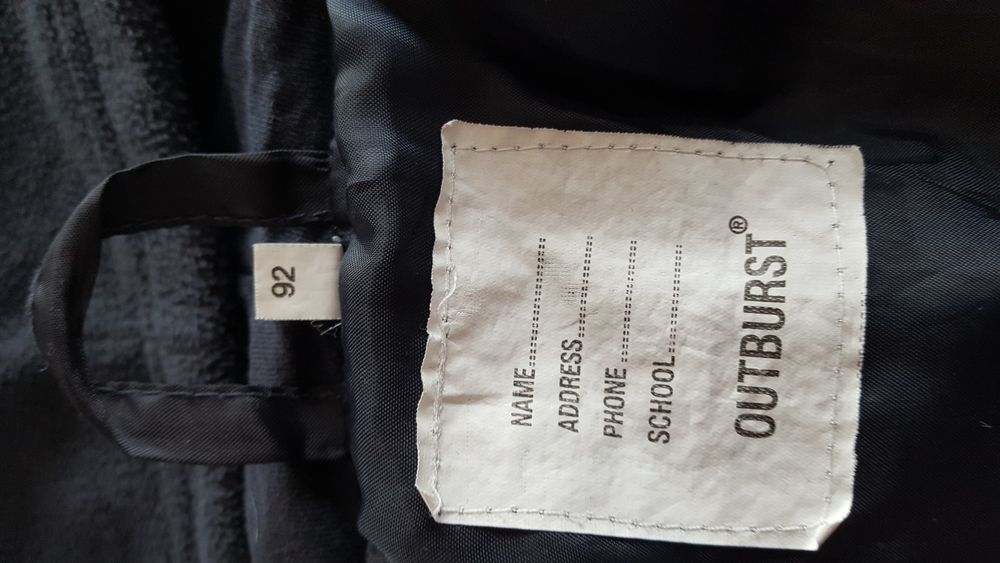 92
NAME
ADDRESS
PHONE
SCHOOL
OUTBURST®